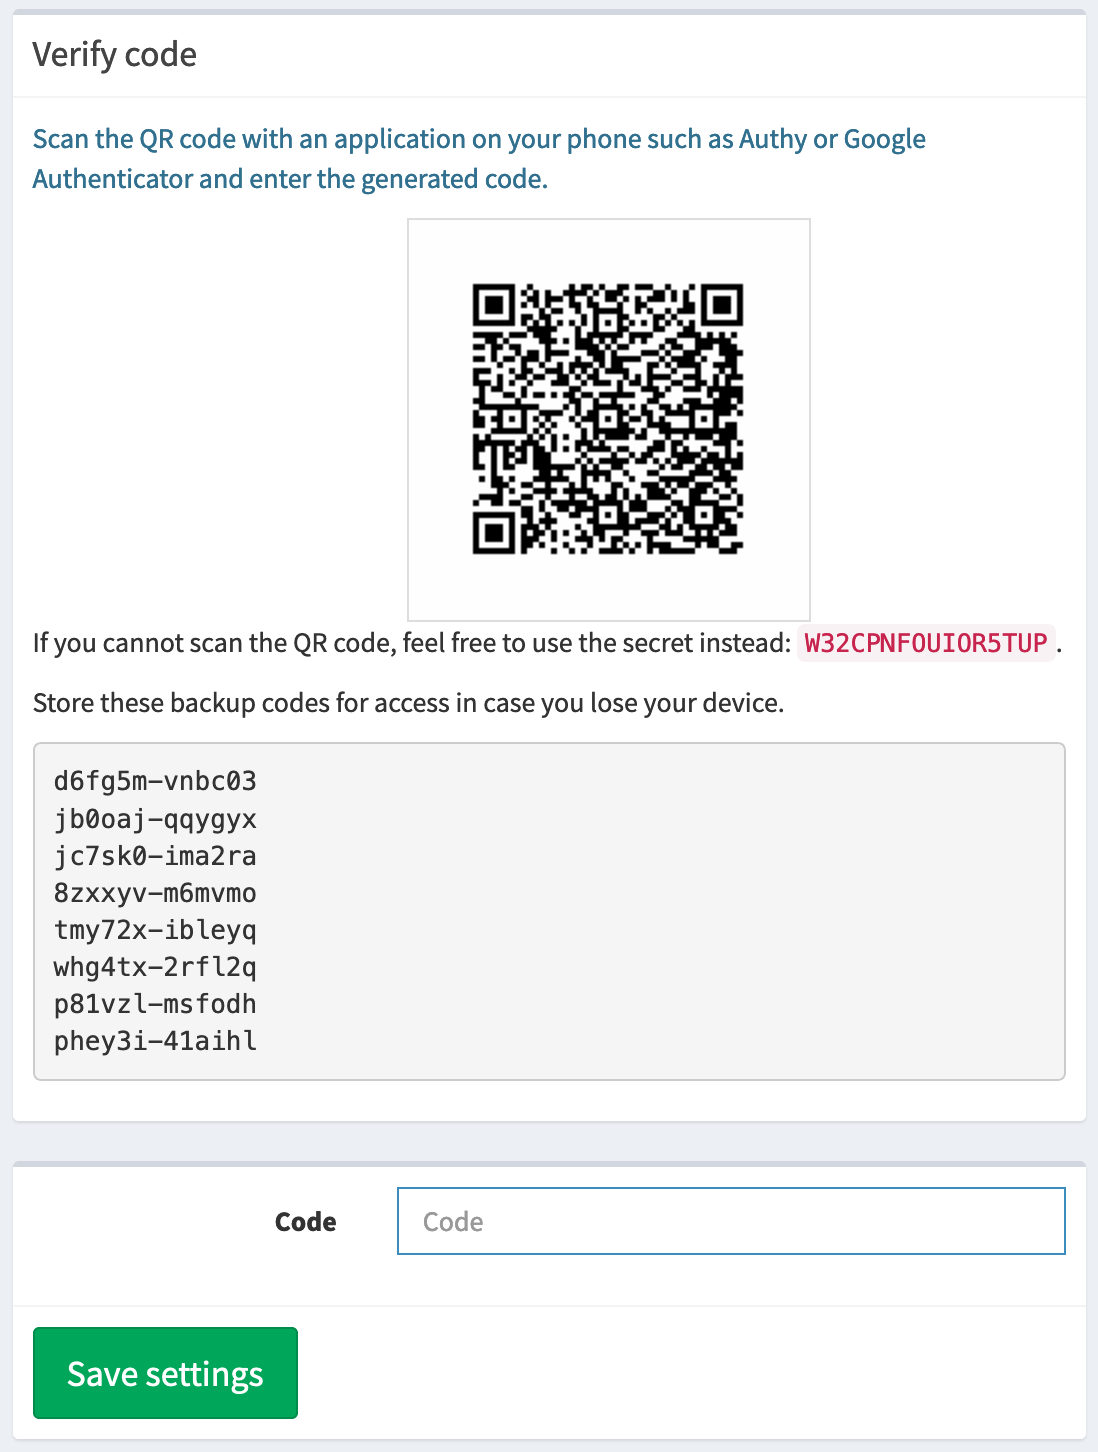 Verify code
Scan the QR code with an application on your phone such as Authy or Google
Authenticator and enter the generated code.
If you cannot scan the QR code, feel free to use the secret instead: W32CPNFOUIOR5TUP.
Store these backup codes for access in case you lose your device.
d6fg5m-vnbc03
jb0oaj-qqygyx
jc7sk0-ima2ra
8zxxyv-m6mvmo
tmy72x-ibleyq
whg4tx-2rfl2q
p81vzl-msfodh
phey3i-41aihl
Code Code
Save settings